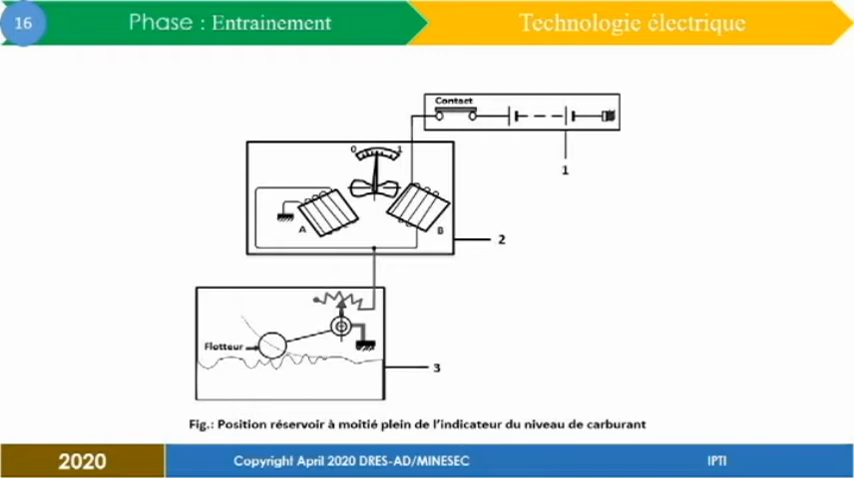 16
Phase : Entrainement
Technologie électrique
Contact
1
0
1
A
B
2
Flotteur
3
Fig.: Position réservoir à moitié plein de l'indicateur du niveau de carburant
2020
Copyright April 2020 DRES-AD/MINESEC
IPTI